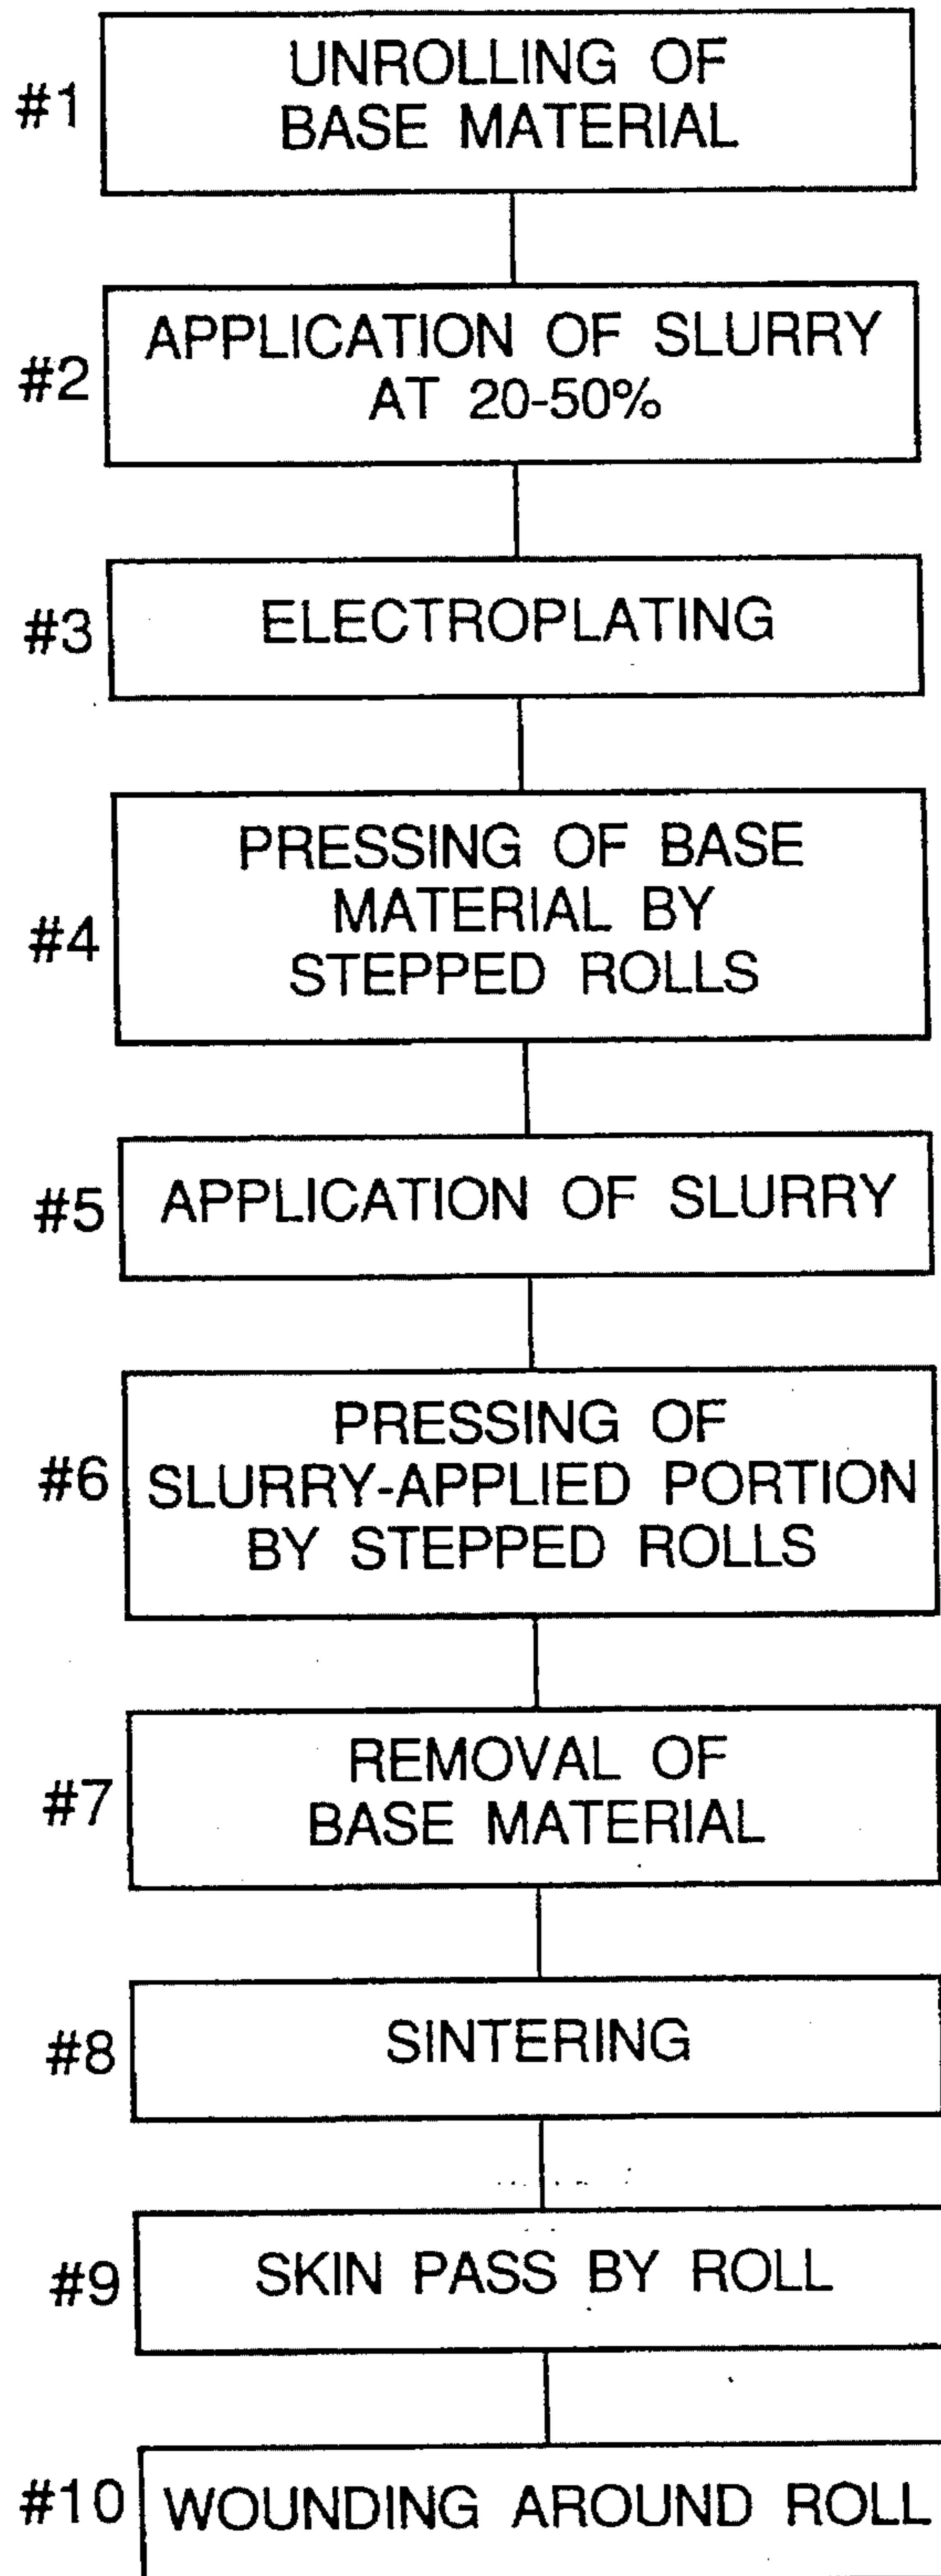 #1
UNROLLING OF
BASE MATERIAL
#2
APPLICATION OF SLURRY
AT 20-50%
#3
ELECTROPLATING
#4
PRESSING OF BASE
MATERIAL BY
STEPPED ROLLS
#5
APPLICATION OF SLURRY
#6
PRESSING OF
SLURRY-APPLIED PORTION
BY STEPPED ROLLS
#7
REMOVAL OF
BASE MATERIAL
#8
SINTERING
#9
SKIN PASS BY ROLL
#10
WOUNDING AROUND ROLL